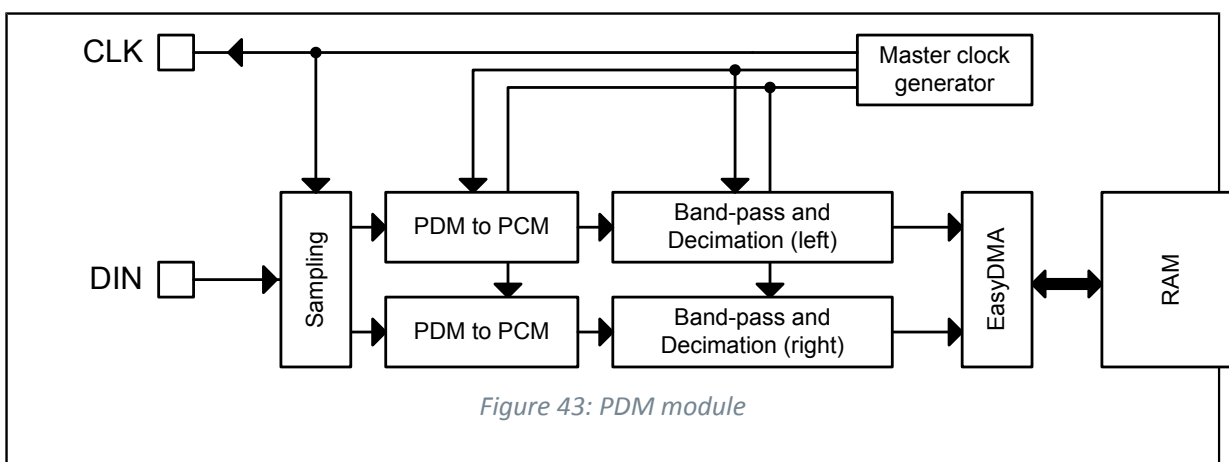 CLK
Master clock
generator
DIN
Sampling
PDM to PCM
Band-pass and
Decimation (left)
PDM to PCM
Band-pass and
Decimation (right)
EasyDMA
RAM
Figure 43: PDM module